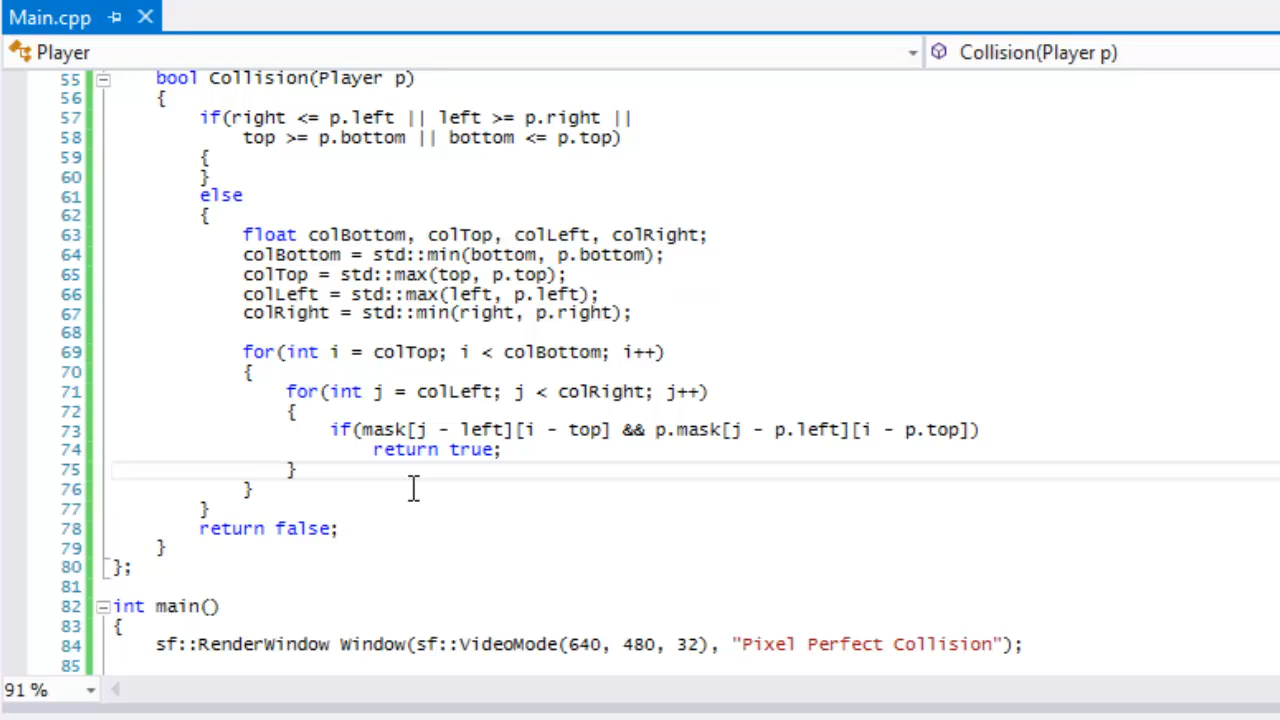 Main.cpp
Player
Collision(Player p)
55 bool Collision(Player p)
56 {
57 if(right <= p.left || left >= p.right ||
58 top >= p.bottom || bottom <= p.top)
59 {
60 }
61 else
62 {
63 float colBottom, colTop, colLeft, colRight;
64 colBottom = std::min(bottom, p.bottom);
65 colTop = std::max(top, p.top);
66 colLeft = std::max(left, p.left);
67 colRight = std::min(right, p.right);
68
69 for(int i = colTop; i < colBottom; i++)
70 {
71 for(int j = colLeft; j < colRight; j++)
72 {
73 if(mask[j - left][i - top] && p.mask[j - p.left][i - p.top])
74 return true;
75 }
76 }
77 }
78 return false;
79 }
80 };
81
82 int main()
83 {
84 sf::RenderWindow Window(sf::VideoMode(640, 480, 32), "Pixel Perfect Collision");
85
91 %